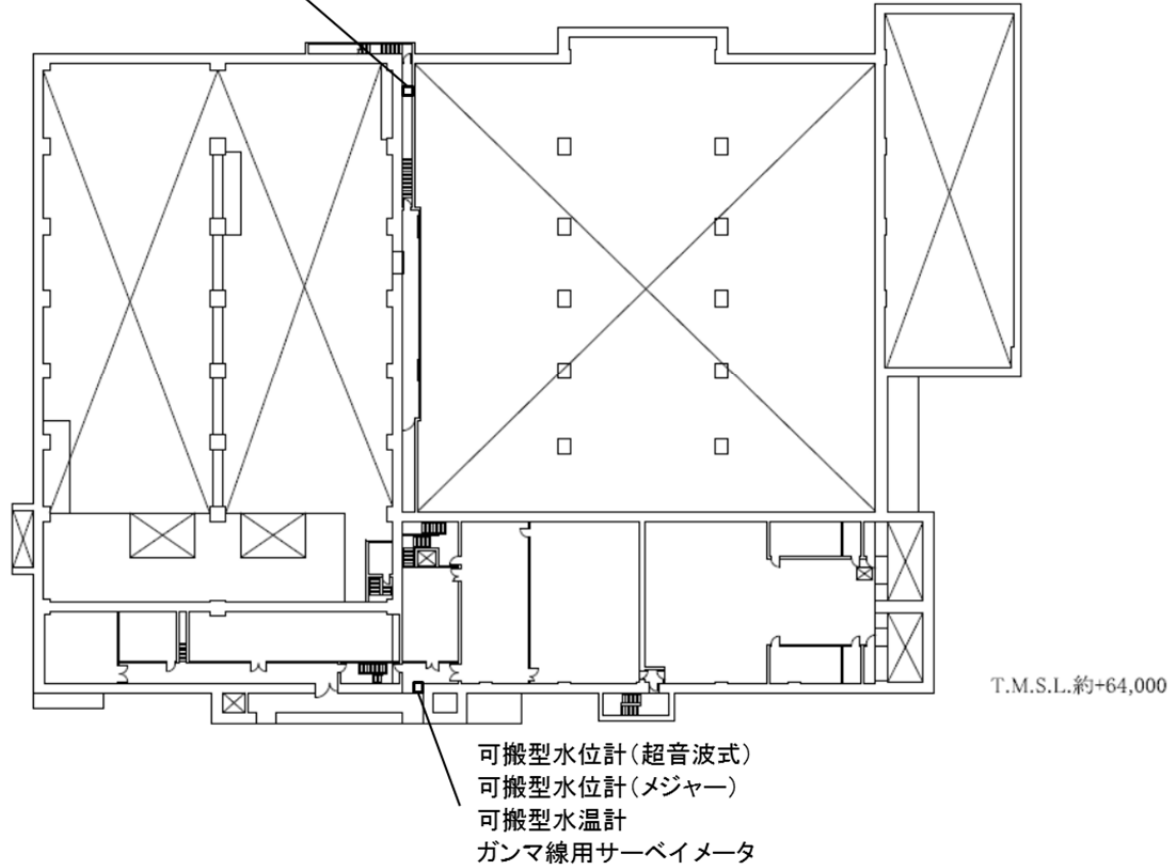 T.M.S.L.約+64,000
可搬型水位計（超音波式）
可搬型水位計（メジャー）
可搬型水温計
ガンマ線用サーベイメータ